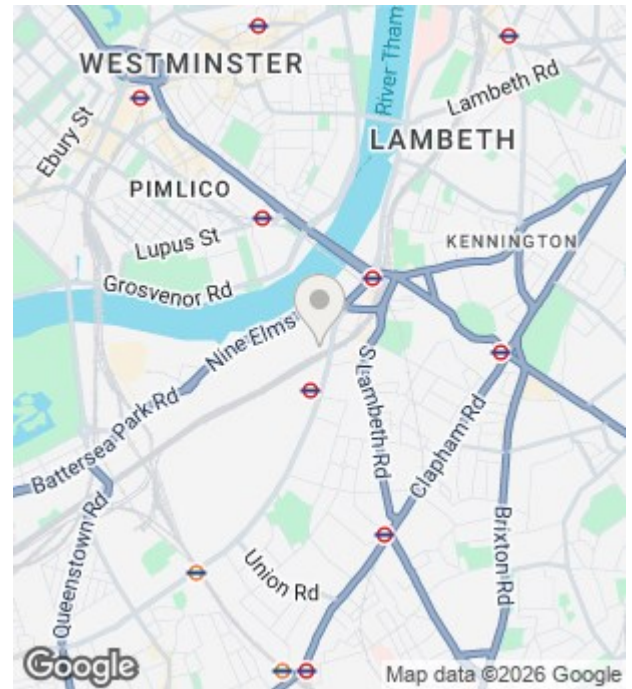 WESTMINSTER
River Tham
Lambeth Rd
Ebury St
LAMBETH
PIMLICO
Lupus St
KENNINGTON
Grosvenor Rd
Nine Elms
S Lambeth Rd
Clapham Rd
Battersea Park Rd
Queenstown Rd
Brixton Rd
Union Rd
Google
Map data ©2026 Google